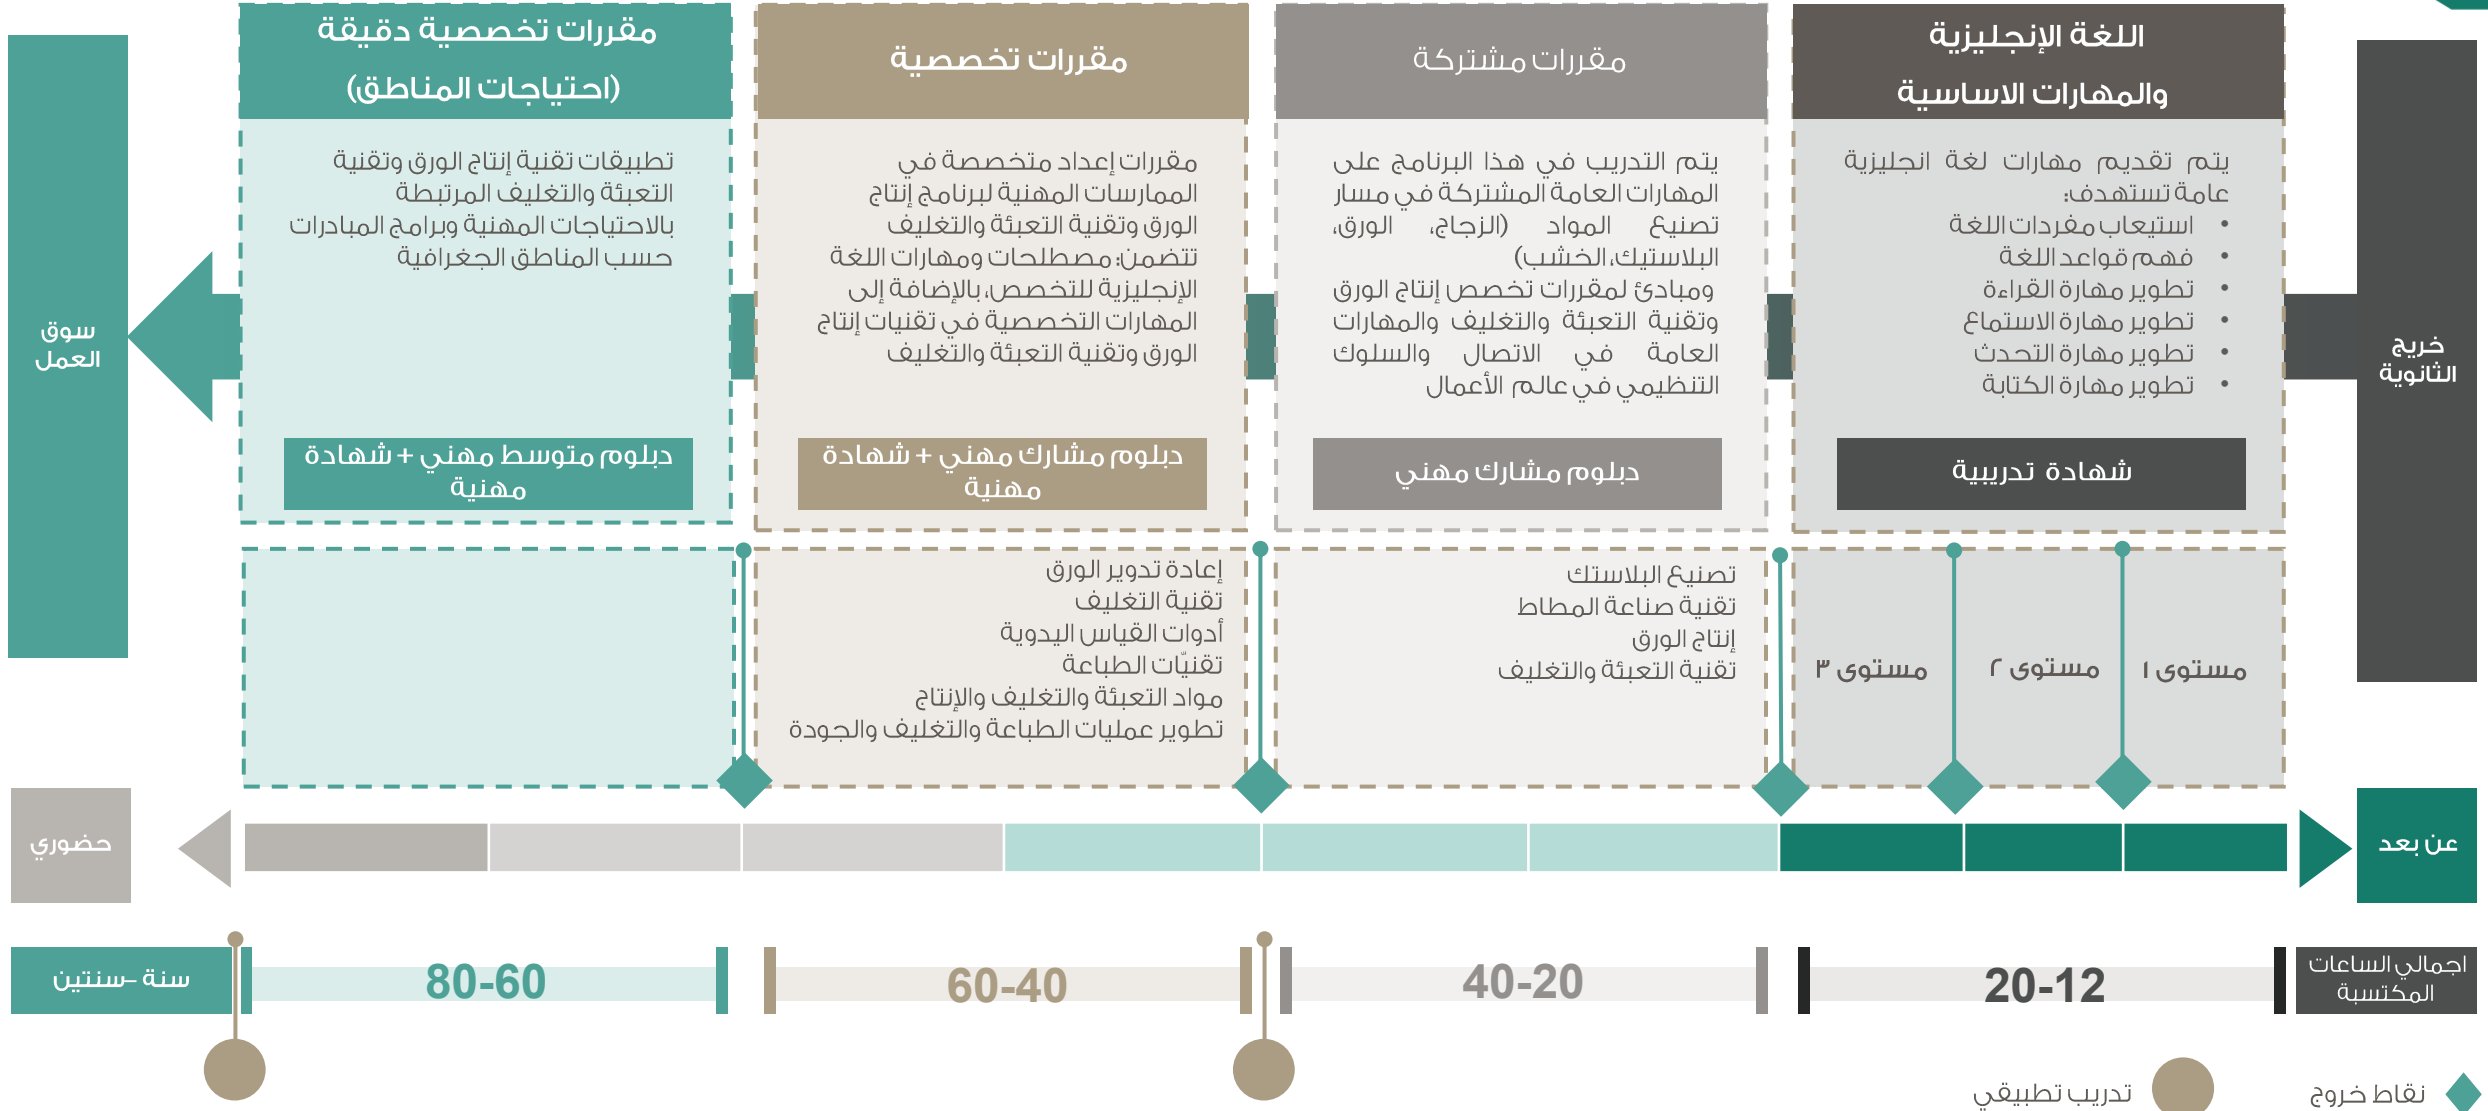 خريج
الثانوية
اللغة الإنجليزية
والمهارات الاساسية
يتم تقديم مهارات لغة انجليزية
عامة تستهدف:
• استيعاب مفردات اللغة
• فهم قواعد اللغة
• تطوير مهارة القراءة
• تطوير مهارة الاستماع
• تطوير مهارة التحدث
• تطوير مهارة الكتابة
شهادة تدريبية
مقررات مشتركة
يتم التدريب في هذا البرنامج على
المهارات العامة المشتركة في مسار
تصنيع المواد (الزجاج، الورق،
البلاستيك، الخشب)
ومبادئ لمقررات تخصص إنتاج الورق
وتقنية التعبئة والتغليف والمهارات
العامة في الاتصال والسلوك
التنظيمي في عالم الأعمال
دبلوم مشارك مهني
مقررات تخصصية
مقررات إعداد متخصصة في
الممارسات المهنية لبرنامج إنتاج
الورق وتقنية التعبئة والتغليف
تتضمن: مصطلحات ومهارات اللغة
الإنجليزية للتخصص، بالإضافة إلى
المهارات التخصصية في تقنيات إنتاج
الورق وتقنية التعبئة والتغليف
دبلوم مشارك مهني + شهادة
مهنية
مقررات تخصصية دقيقة
(احتياجات المناطق)
تطبيقات تقنية إنتاج الورق وتقنية
التعبئة والتغليف المرتبطة
بالاحتياجات المهنية وبرامج المبادرات
حسب المناطق الجغرافية
دبلوم متوسط مهني + شهادة
مهنية
سوق
العمل
مستوى ١
مستوى ٢
مستوى ٣
تصنيع البلاستك
تقنية صناعة المطاط
إنتاج الورق
تقنية التعبئة والتغليف
إعادة تدوير الورق
تقنية التغليف
أدوات القياس اليدوية
تقنيّات الطباعة
مواد التعبئة والتغليف والإنتاج
تطوير عمليات الطباعة والتغليف والجودة
عن بعد
حضوري
اجمالي الساعات
المكتسبة
20-12
40-20
60-40
80-60
سنة –سنتين
نقاط خروج
تدريب تطبيقي